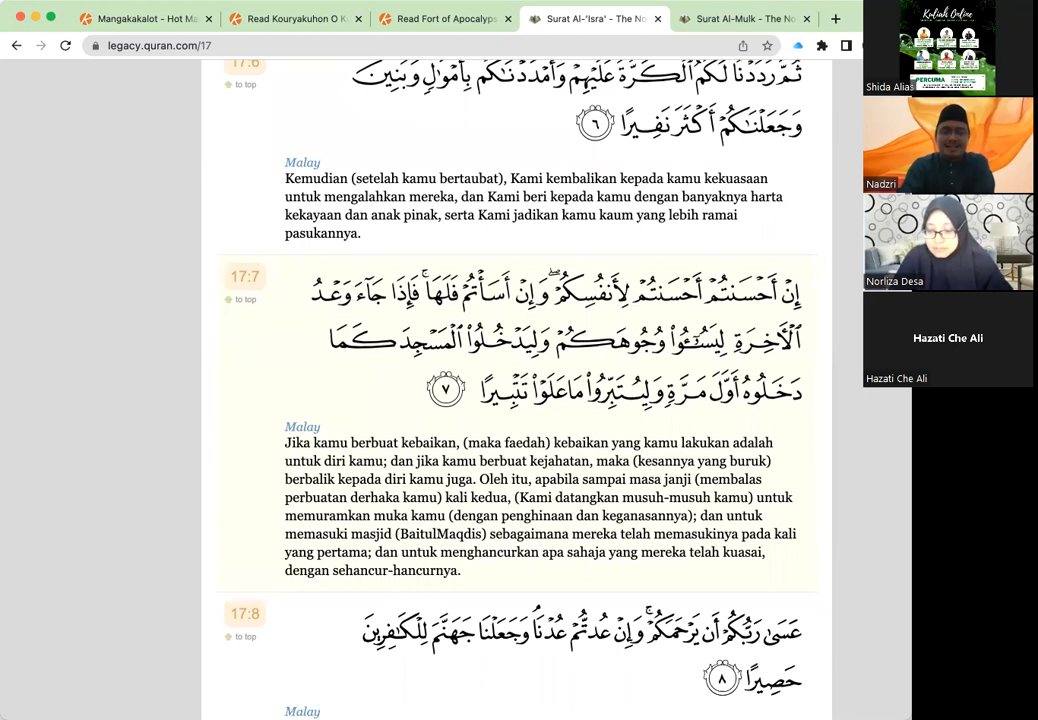 Mangakakalot - Hot Ma
Read Kouryakuhon O K
Read Fort of Apocalyps
Surat Al-'Isra' - The No
Surat Al-Mulk - The No
legacy.quran.com/17
17:6
to top
ثُمَّ رَدَدْنَا لَكُمُ ٱلْكَرَّةَ عَلَيْهِمْ وَأَمْدَدْنَـٰكُم بِأَمْوَٰلٍ وَبَنِينَ
وَجَعَلْنَـٰكُمْ أَكْثَرَ نَفِيرًا ٦
Malay
Kemudian (setelah kamu bertaubat), Kami kembalikan kepada kamu kekuasaan
untuk mengalahkan mereka, dan Kami beri kepada kamu dengan banyaknya harta
kekayaan dan anak pinak, serta Kami jadikan kamu kaum yang lebih ramai
pasukannya.
17:7
to top
إِنْ أَحْسَنتُمْ أَحْسَنتُمْ لِأَنفُسِكُمْ ۖ وَإِنْ أَسَأْتُمْ فَلَهَا ۚ فَإِذَا جَآءَ وَعْدُ
ٱلْـَٔاخِرَةِ لِيَسُـۥٓـُٔوا۟ وُجُوهَكُمْ وَلِيَدْخُلُوا۟ ٱلْمَسْجِدَ كَمَا
دَخَلُوهُ أَوَّلَ مَرَّةٍ وَلِيُتَبِّرُوا۟ مَا عَلَوْا۟ تَتْبِيرًا ٧
Malay
Jika kamu berbuat kebaikan, (maka faedah) kebaikan yang kamu lakukan adalah
untuk diri kamu; dan jika kamu berbuat kejahatan, maka (kesannya yang buruk)
berbalik kepada diri kamu juga. Oleh itu, apabila sampai masa janji (membalas
perbuatan derhaka kamu) kali kedua, (Kami datangkan musuh-musuh kamu) untuk
memuramkan muka kamu (dengan penghinaan dan keganasannya); dan untuk
memasuki masjid (BaitulMaqdis) sebagaimana mereka telah memasukinya pada kali
yang pertama; dan untuk menghancurkan apa sahaja yang mereka telah kuasai,
dengan sehancur-hancurnya.
17:8
to top
عَسَىٰ رَبُّكُمْ أَن يَرْحَمَكُمْ ۚ وَإِنْ عُدتُّمْ عُدْنَا ۘ وَجَعَلْنَا جَهَنَّمَ لِلْكَـٰفِرِينَ
حَصِيرًا ٨
Malay
Kuliah Online
PERCUMA
Shida Alias
Nadzri
Norliza Desa
Hazati Che Ali
Hazati Che Ali